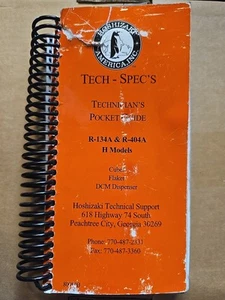 HOSHIZAKI
AMERICA, INC.
TECH - SPEC'S
TECHNICIAN'S
POCKET GUIDE
R-134A & R-404A
H Models
Cuber
Flaker
DCM Dispenser
Hoshizaki Technical Support
618 Highway 74 South
Peachtree City, Georgia 30269
Phone: 770-487-2331
Fax: 770-487-3360